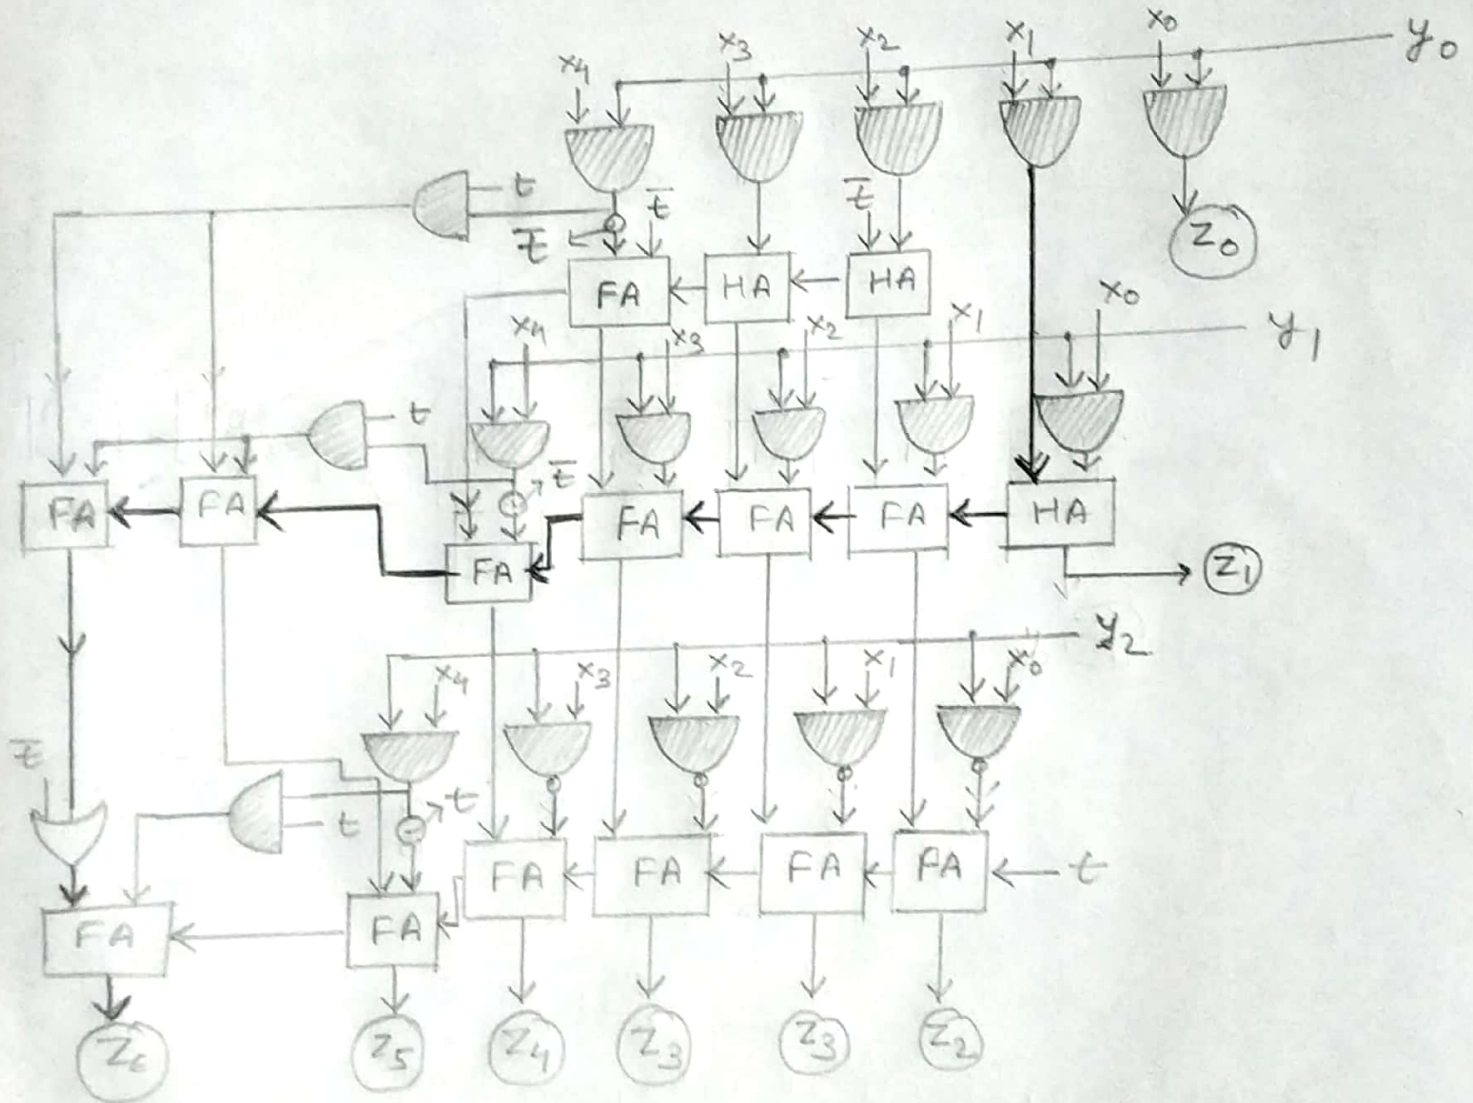 x4 x3 x2 x1 x0 y0
t
t̅ t̅ t̅
z0
FA HA HA
x4 x3 x2 x1 x0 y1
t
t̅
FA FA FA FA FA FA HA
z1
y2
x4 x3 x2 x1 x0
t̅ t t
FA FA FA FA FA FA t
z6 z5 z4 z3 z3 z2